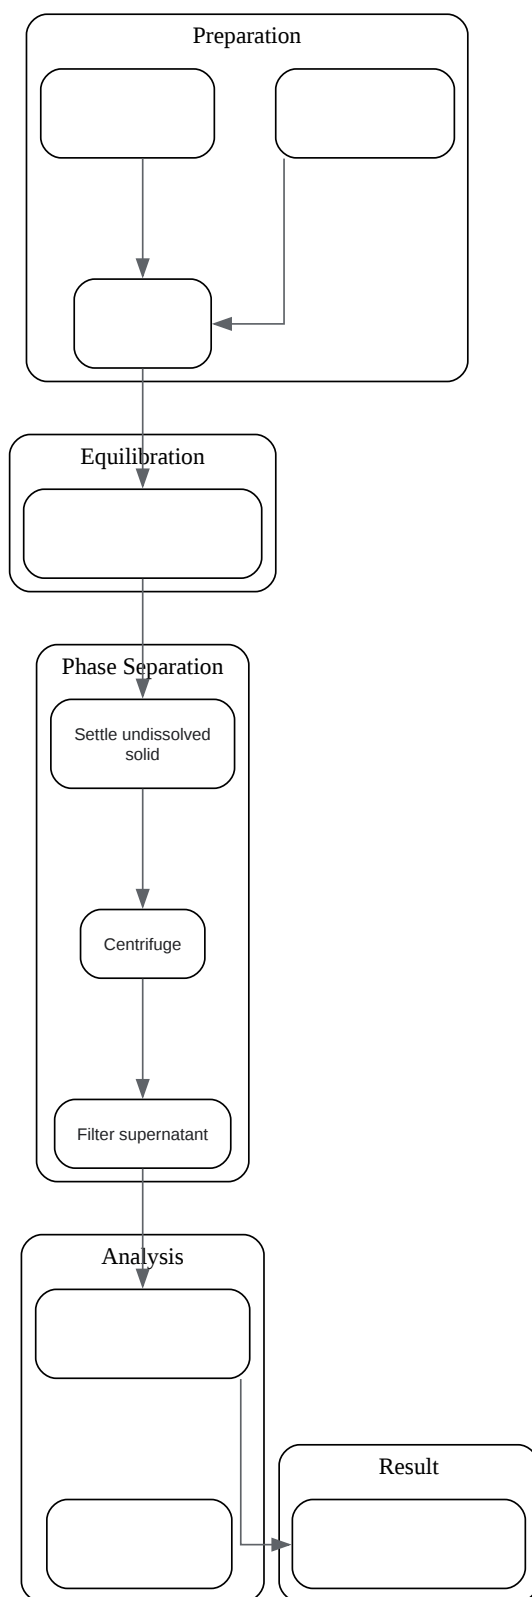 Preparation
Equilibration
Phase Separation
Settle undissolved
solid
Centrifuge
Filter supernatant
Analysis
Result